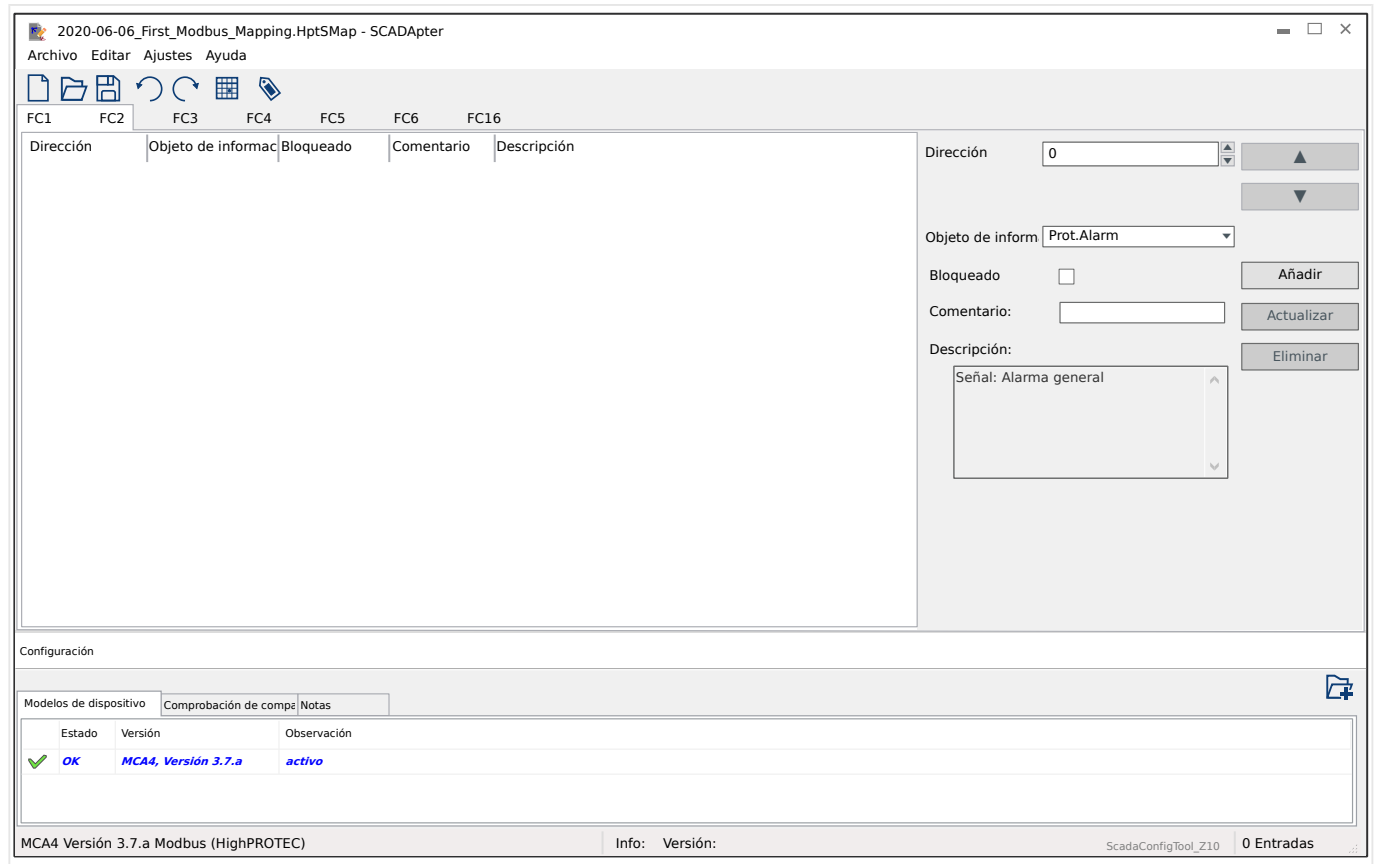 2020-06-06_First_Modbus_Mapping.HptSMap - SCADApter
Archivo Editar Ajustes Ayuda
FC1 FC2 FC3 FC4 FC5 FC6 FC16
Dirección Objeto de informac Bloqueado Comentario Descripción
Dirección 0
Objeto de inform Prot.Alarm
Bloqueado Añadir
Comentario: Actualizar
Descripción: Eliminar
Señal: Alarma general
Configuración
Modelos de dispositivo Comprobación de compa Notas
Estado Versión Observación
OK MCA4, Versión 3.7.a activo
MCA4 Versión 3.7.a Modbus (HighPROTEC) Info: Versión: ScadaConfigTool_Z10 0 Entradas